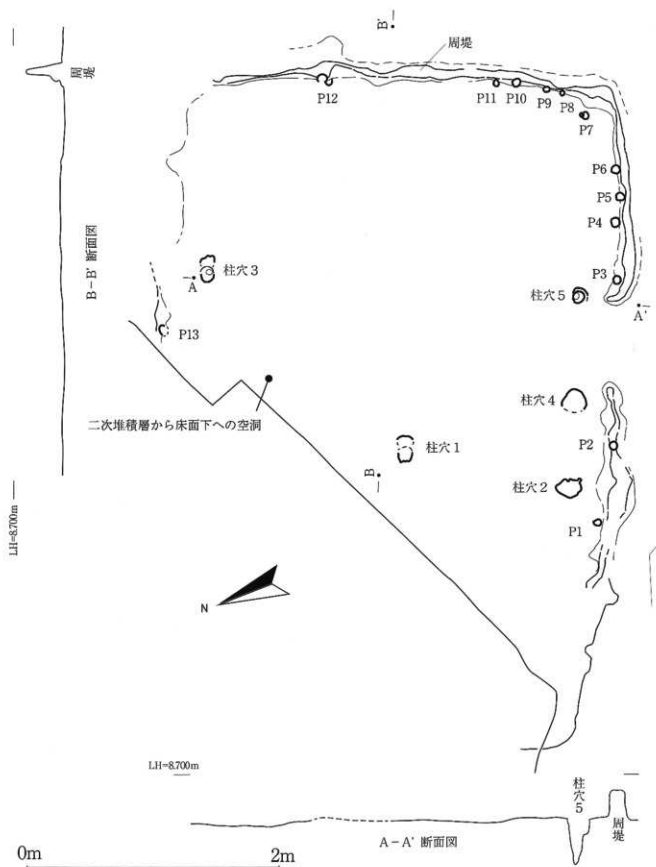 B'
周堤
周堤
P12
P11
P10
P9
P8
P7
P6
P5
P4
P3
B−B' 断面図
柱穴 3
A
柱穴 5
A'
P13
二次堆積層から床面下への空洞
柱穴 4
柱穴 1
P2
B
柱穴 2
P1
LH=8.700m
N
LH=8.700m
柱穴 5
周堤
A−A' 断面図
0m
2m